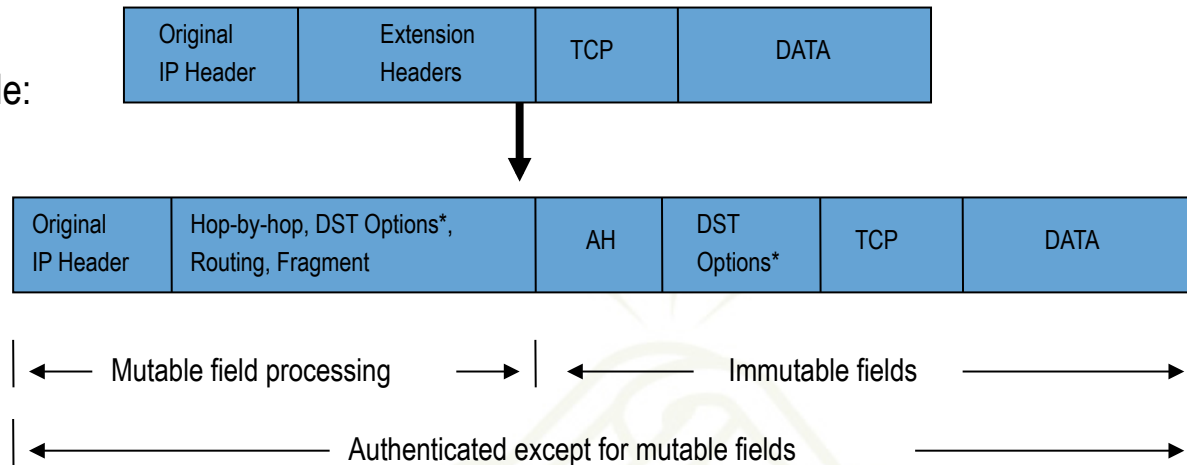 Original IP Header
Extension Headers
TCP
DATA
le:
Original IP Header
Hop-by-hop, DST Options*,
Routing, Fragment
AH
DST Options*
TCP
DATA
Mutable field processing
Immutable fields
Authenticated except for mutable fields